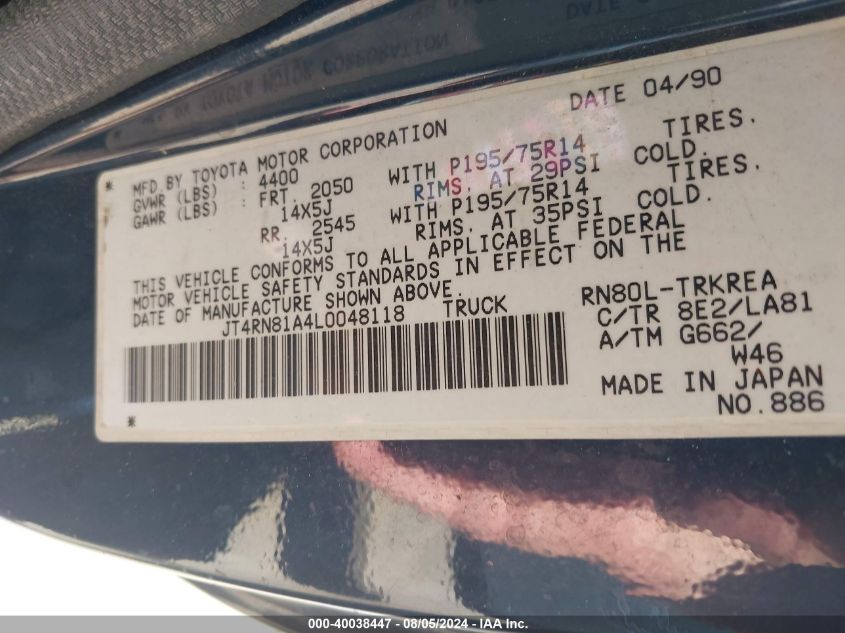 DATE 04/90
MFD.BY TOYOTA MOTOR CORPORATION
GVWR (LBS) : 4400 WITH P195/75R14 TIRES.
GAWR (LBS) : FRT. 2050 RIMS. AT 29PSI COLD.
14X5J WITH P195/75R14 TIRES.
RR. 2545 RIMS. AT 35PSI COLD.
14X5J
THIS VEHICLE CONFORMS TO ALL APPLICABLE FEDERAL
MOTOR VEHICLE SAFETY STANDARDS IN EFFECT ON THE
DATE OF MANUFACTURE SHOWN ABOVE.
JT4RN81A4L0048118 TRUCK
RN80L-TRKREA
C/TR 8E2/LA81
A/TM G662/
W46
MADE IN JAPAN
NO.886
000-40038447 - 08/05/2024 - IAAI Inc.